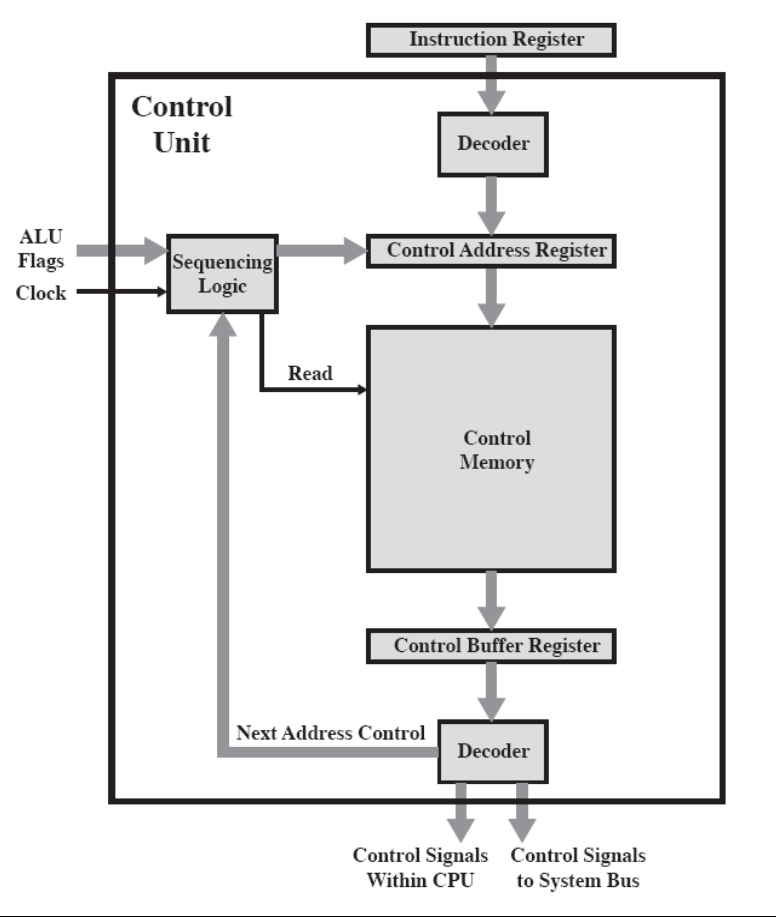 Instruction Register
Control
Unit
Decoder
ALU
Flags
Clock
Sequencing
Logic
Control Address Register
Read
Control
Memory
Control Buffer Register
Next Address Control
Decoder
Control Signals
Within CPU
Control Signals
to System Bus